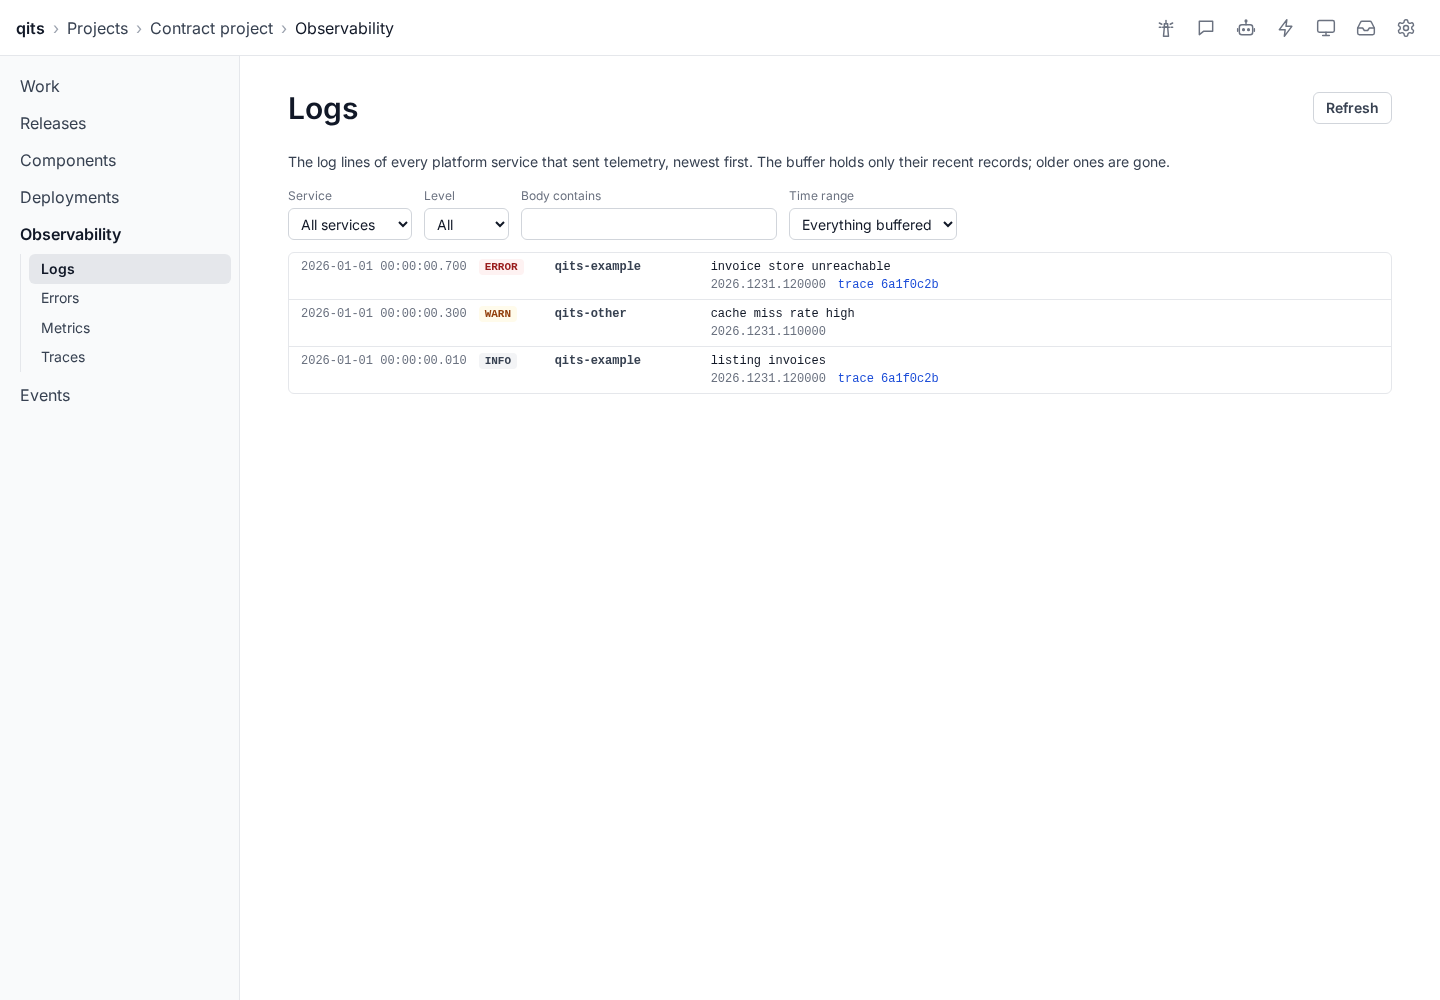 qits › Projects › Contract project › Observability
Work
Releases
Components
Deployments
Observability
Logs
Errors
Metrics
Traces
Events
Logs
Refresh
The log lines of every platform service that sent telemetry, newest first. The buffer holds only their recent records; older ones are gone.
Service Level Body contains Time range
All services All Everything buffered
2026-01-01 00:00:00.700 ERROR qits-example invoice store unreachable
2026.1231.120000 trace 6a1f0c2b
2026-01-01 00:00:00.300 WARN qits-other cache miss rate high
2026.1231.110000
2026-01-01 00:00:00.010 INFO qits-example listing invoices
2026.1231.120000 trace 6a1f0c2b